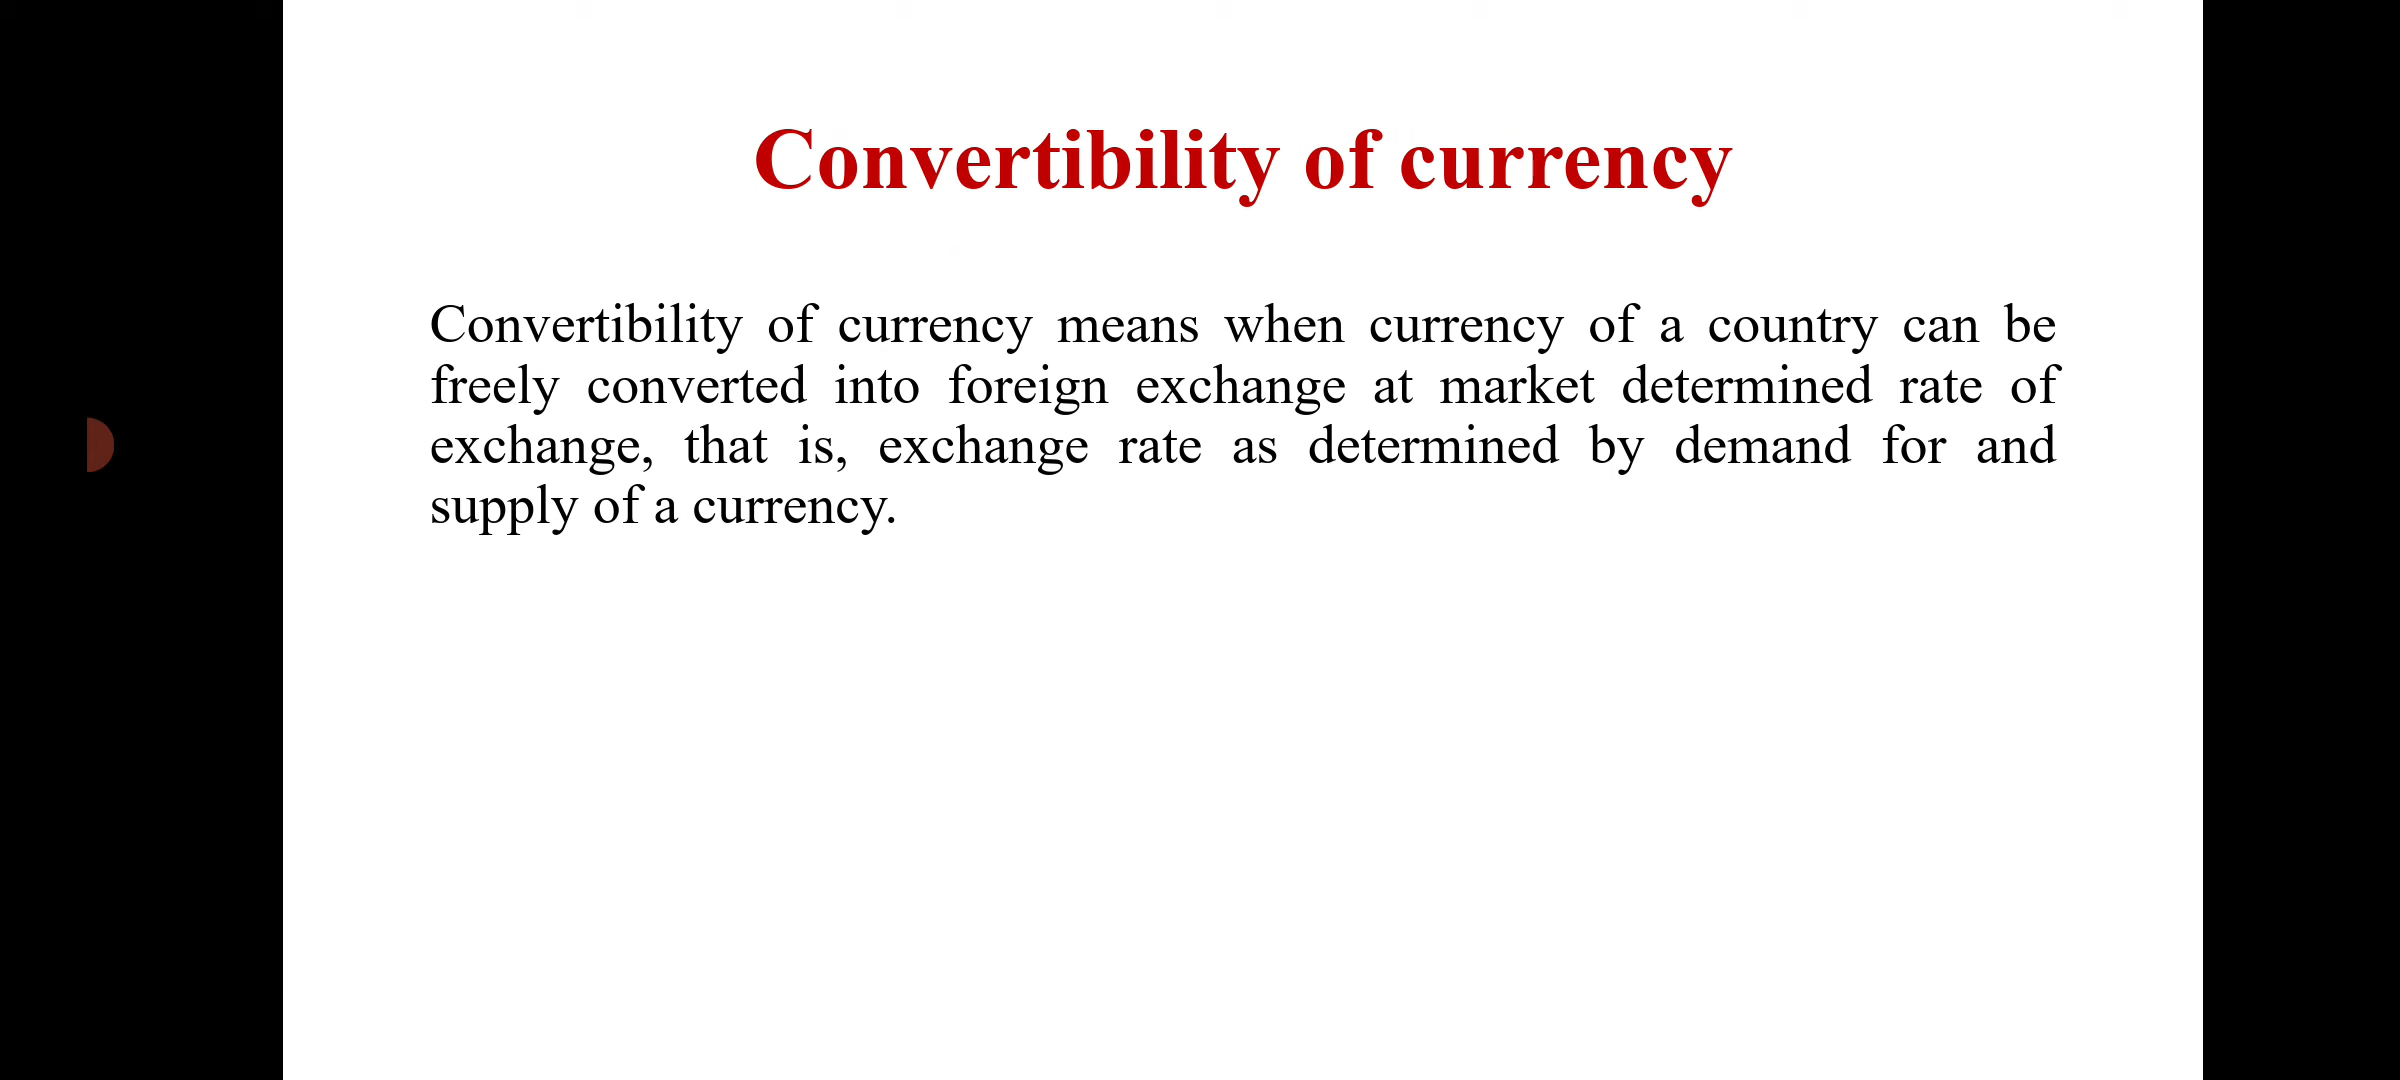 Convertibility of currency
Convertibility of currency means when currency of a country can be
freely converted into foreign exchange at market determined rate of
exchange, that is, exchange rate as determined by demand for and
supply of a currency.